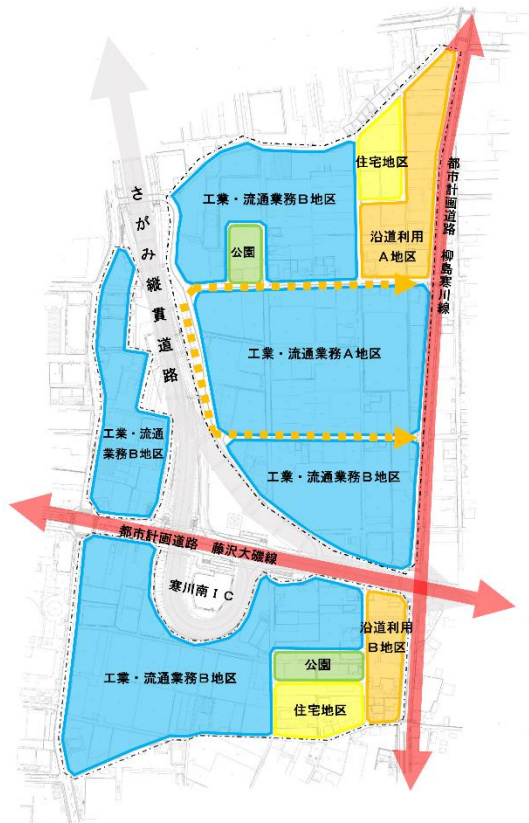 住宅地区
工業・流通業務B地区
公園
沿道利用
A地区
都市計画道路 柳島寒川線
さがみ縦貫道路
工業・流通業務A地区
工業・流通
業務B地区
工業・流通業務B地区
都市計画道路 藤沢大磯線
寒川南IC
沿道利用
B地区
公園
工業・流通業務B地区
住宅地区